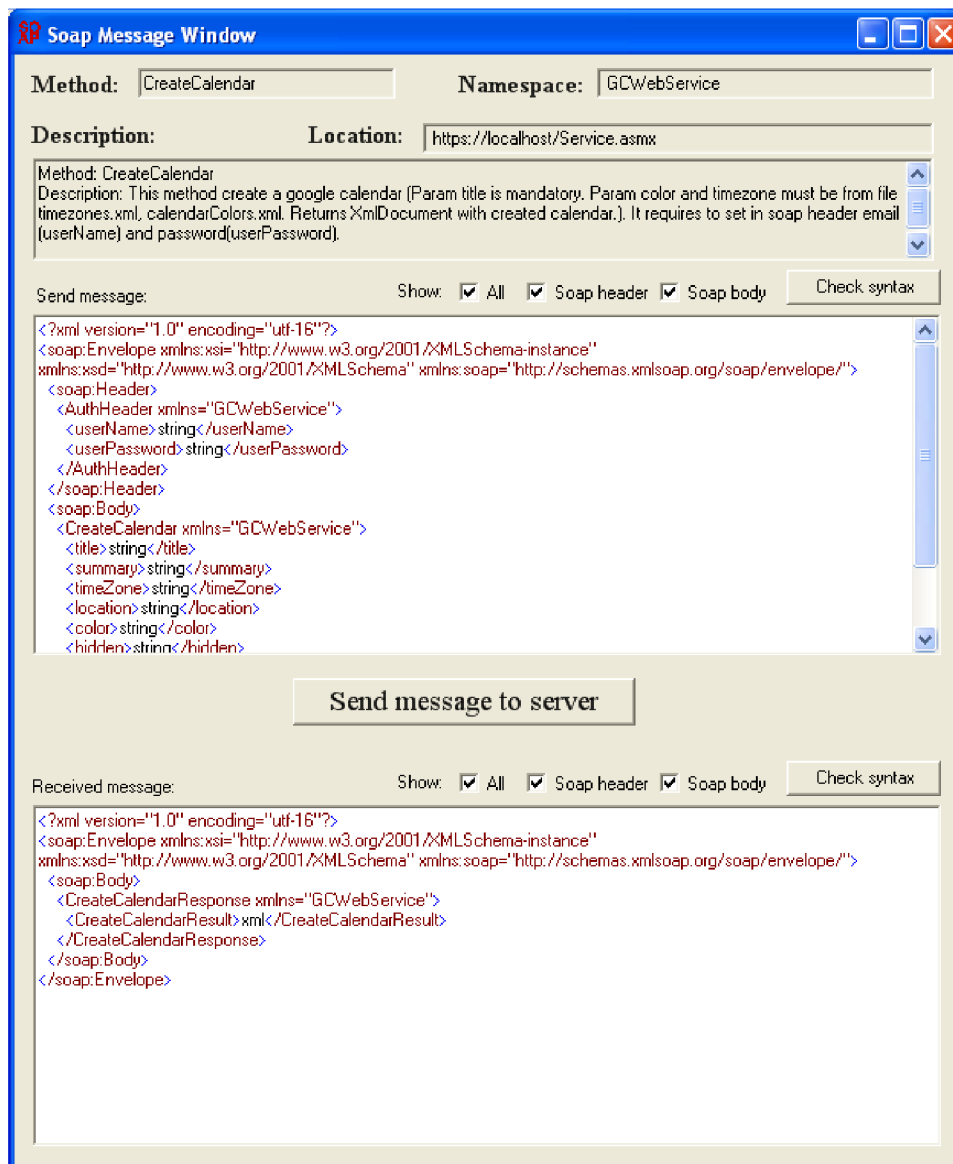 SOAP Soap Message Window
Method: CreateCalendar Namespace: GCWebService
Description: Location: https://localhost/Service.asmx
Method: CreateCalendar
Description: This method create a google calendar (Param title is mandatory. Param color and timezone must be from file
timezones.xml, calendarColors.xml. Returns XmlDocument with created calendar.). It requires to set in soap header email
(userName) and password(userPassword).
Send message: Show: All Soap header Soap body Check syntax
<?xml version="1.0" encoding="utf-16"?>
<soap:Envelope xmlns:xsi="http://www.w3.org/2001/XMLSchema-instance"
xmlns:xsd="http://www.w3.org/2001/XMLSchema" xmlns:soap="http://schemas.xmlsoap.org/soap/envelope/">
<soap:Header>
<AuthHeader xmlns="GCWebService">
<userName>string</userName>
<userPassword>string</userPassword>
</AuthHeader>
</soap:Header>
<soap:Body>
<CreateCalendar xmlns="GCWebService">
<title>string</title>
<summary>string</summary>
<timeZone>string</timeZone>
<location>string</location>
<color>string</color>
<hidden>string</hidden>
Send message to server
Received message: Show: All Soap header Soap body Check syntax
<?xml version="1.0" encoding="utf-16"?>
<soap:Envelope xmlns:xsi="http://www.w3.org/2001/XMLSchema-instance"
xmlns:xsd="http://www.w3.org/2001/XMLSchema" xmlns:soap="http://schemas.xmlsoap.org/soap/envelope/">
<soap:Body>
<CreateCalendarResponse xmlns="GCWebService">
<CreateCalendarResult>xml</CreateCalendarResult>
</CreateCalendarResponse>
</soap:Body>
</soap:Envelope>